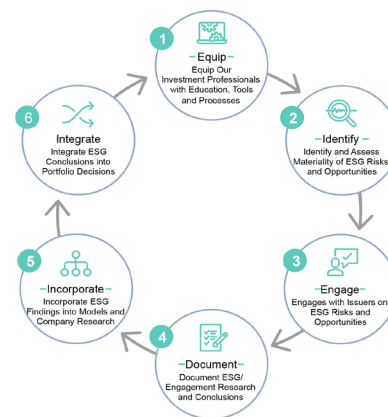 1
Equip
Equip Our
Investment Professionals
with Education, Tools
and Processes
2
Identify
Identify and Assess
Materiality of ESG Risks
and Opportunities
3
Engage
Engages with Issuers on
ESG Risks and
Opportunities
4
Document
Document ESG/
Engagement Research
and Conclusions
5
Incorporate
Incorporate ESG
Findings into Models and
Company Research
6
Integrate
Integrate ESG
Conclusions into
Portfolio Decisions